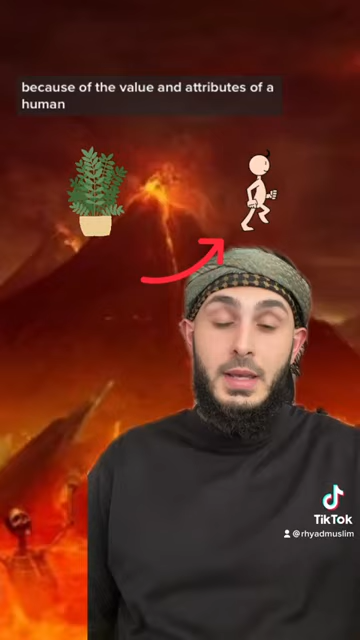 because of the value and attributes of a
human
TikTok
@rhyadmuslim